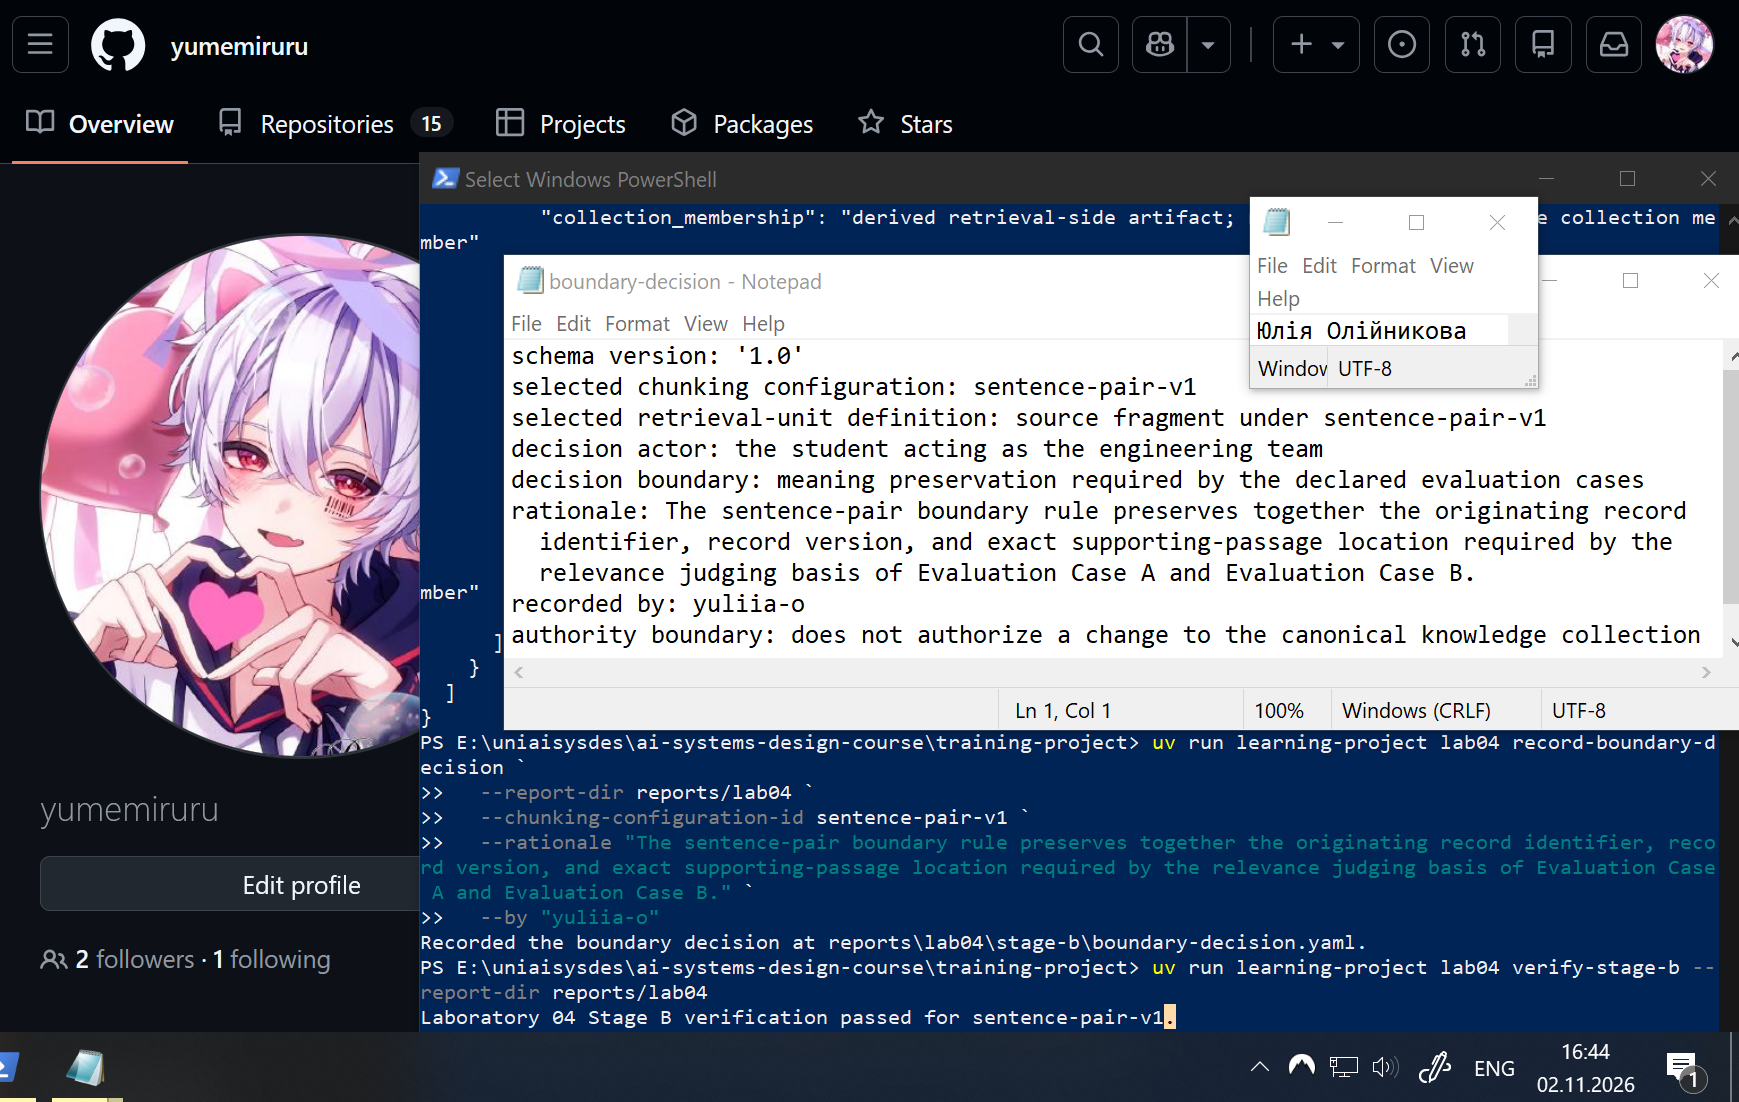 yumemiruru
Overview
Repositories 15
Projects
Packages
Stars
Select Windows PowerShell
"collection_membership": "derived retrieval-side artifact;
e collection me
mber"
File Edit Format View
Help
Юлія Олійникова
Window UTF-8
boundary-decision - Notepad
File Edit Format View Help
schema version: '1.0'
selected chunking configuration: sentence-pair-v1
selected retrieval-unit definition: source fragment under sentence-pair-v1
decision actor: the student acting as the engineering team
decision boundary: meaning preservation required by the declared evaluation cases
rationale: The sentence-pair boundary rule preserves together the originating record
identifier, record version, and exact supporting-passage location required by the
relevance judging basis of Evaluation Case A and Evaluation Case B.
recorded by: yuliia-o
authority boundary: does not authorize a change to the canonical knowledge collection
Ln 1, Col 1
100%
Windows (CRLF)
UTF-8
mber"
]
}
]
}
PS E:\uniaisysdes\ai-systems-design-course\training-project> uv run learning-project lab04 record-boundary-d
ecision `
>> --report-dir reports/lab04 `
>> --chunking-configuration-id sentence-pair-v1 `
>> --rationale "The sentence-pair boundary rule preserves together the originating record identifier, reco
rd version, and exact supporting-passage location required by the relevance judging basis of Evaluation Case
A and Evaluation Case B." `
>> --by "yuliia-o"
Recorded the boundary decision at reports\lab04\stage-b\boundary-decision.yaml.
PS E:\uniaisysdes\ai-systems-design-course\training-project> uv run learning-project lab04 verify-stage-b --
report-dir reports/lab04
Laboratory 04 Stage B verification passed for sentence-pair-v1.
yumemiruru
Edit profile
2 followers · 1 following
ENG
16:44
02.11.2026
1